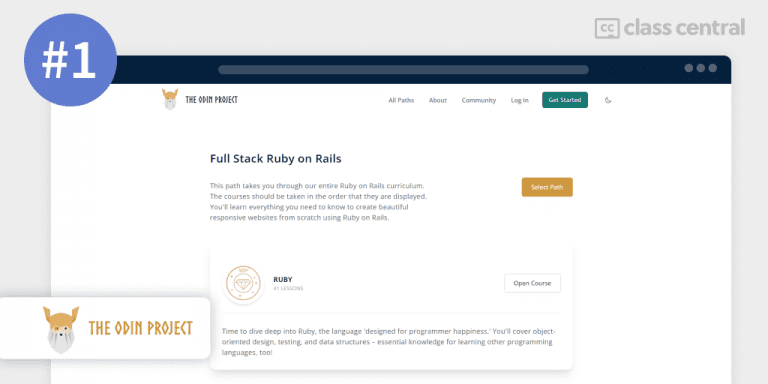 #1
cc class central
THE ODIN PROJECT
All Paths About Community Log In Get Started
Full Stack Ruby on Rails
This path takes you through our entire Ruby on Rails curriculum.
The courses should be taken in the order that they are displayed.
You'll learn everything you need to know to create beautiful
responsive websites from scratch using Ruby on Rails.
Select Path
RUBY
41 LESSONS
Open Course
THE ODIN PROJECT
Time to dive deep into Ruby, the language 'designed for programmer happiness.' You'll cover object-
oriented design, testing, and data structures – essential knowledge for learning other programming
languages, too!